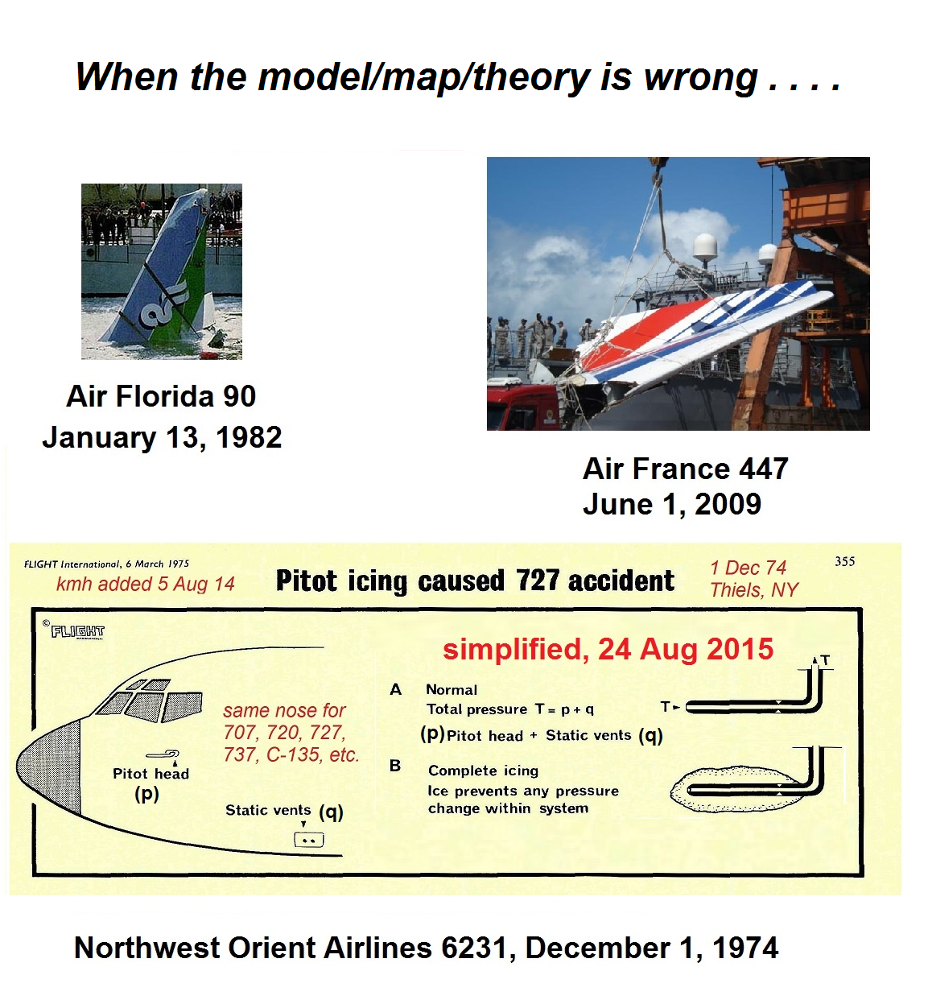 When the model/map/theory is wrong . . . .
Air Florida 90
January 13, 1982
Air France 447
June 1, 2009
FLIGHT International, 6 March 1975
kmh added 5 Aug 14
Pitot icing caused 727 accident
1 Dec 74
Thiels, NY
355
© FLIGHT
INTERNATIONAL
simplified, 24 Aug 2015
same nose for
707, 720, 727,
737, C-135, etc.
Pitot head
(p)
Static vents (q)
A Normal
Total pressure T = p + q
(p) Pitot head + Static vents (q)
T
T
B Complete icing
Ice prevents any pressure
change within system
Northwest Orient Airlines 6231, December 1, 1974